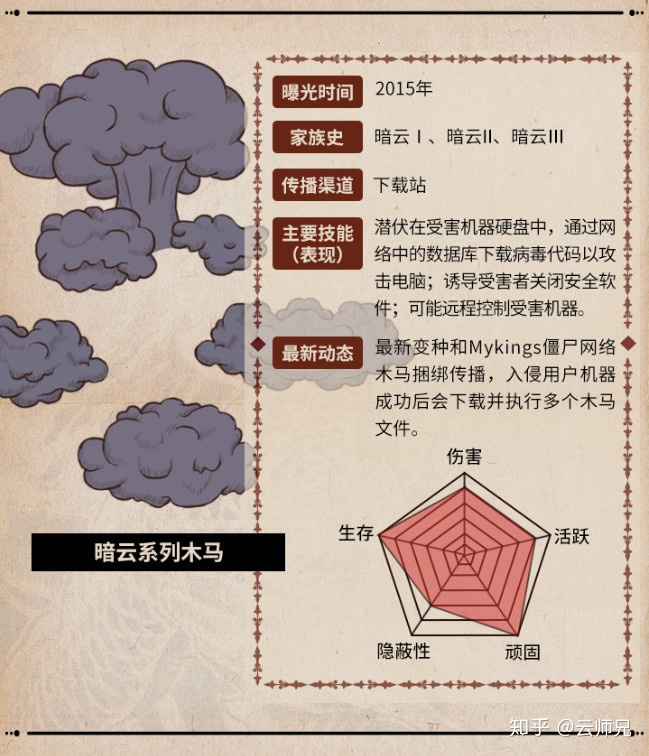 曝光时间
2015年
家族史
暗云Ⅰ、暗云II、暗云III
传播渠道
下载站
主要技能
（表现）
潜伏在受害机器硬盘中，通过网
络中的数据库下载病毒代码以攻
击电脑；诱导受害者关闭安全软
件；可能远程控制受害机器。
最新动态
最新变种和Mykings僵尸网络
木马捆绑传播，入侵用户机器
成功后会下载并执行多个木马
文件。
伤害
生存
活跃
隐蔽性
顽固
暗云系列木马
知乎 @云师兄